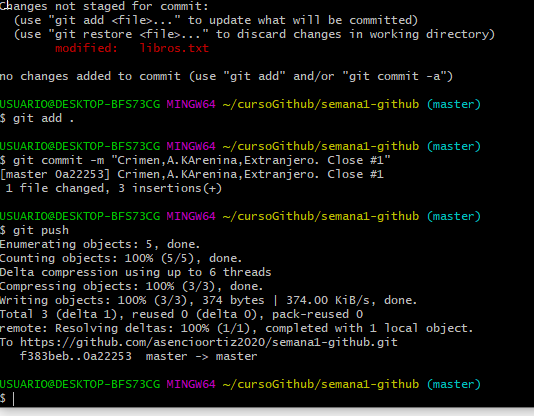 Changes not staged for commit:
  (use "git add <file>..." to update what will be committed)
  (use "git restore <file>..." to discard changes in working directory)
        modified:   libros.txt

no changes added to commit (use "git add" and/or "git commit -a")

USUARIO@DESKTOP-BFS73CG MINGW64 ~/cursoGithub/semana1-github (master)
$ git add .

USUARIO@DESKTOP-BFS73CG MINGW64 ~/cursoGithub/semana1-github (master)
$ git commit -m "Crimen,A.KArenina,Extranjero. Close #1"
[master 0a22253] Crimen,A.KArenina,Extranjero. Close #1
 1 file changed, 3 insertions(+)

USUARIO@DESKTOP-BFS73CG MINGW64 ~/cursoGithub/semana1-github (master)
$ git push
Enumerating objects: 5, done.
Counting objects: 100% (5/5), done.
Delta compression using up to 6 threads
Compressing objects: 100% (3/3), done.
Writing objects: 100% (3/3), 374 bytes | 374.00 KiB/s, done.
Total 3 (delta 1), reused 0 (delta 0), pack-reused 0
remote: Resolving deltas: 100% (1/1), completed with 1 local object.
To https://github.com/asencioortiz2020/semana1-github.git
   f383beb..0a22253  master -> master

USUARIO@DESKTOP-BFS73CG MINGW64 ~/cursoGithub/semana1-github (master)
$